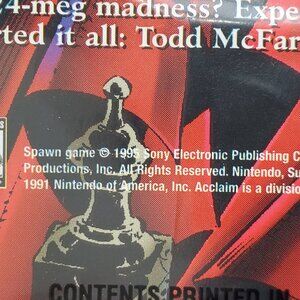 24-meg madness? Expe
rted it all: Todd McFar
Spawn game © 1995 Sony Electronic Publishing C
Productions, Inc. All Rights Reserved. Nintendo, Su
1991 Nintendo of America, Inc. Acclaim is a divisi
CONTENTS PRINTED IN